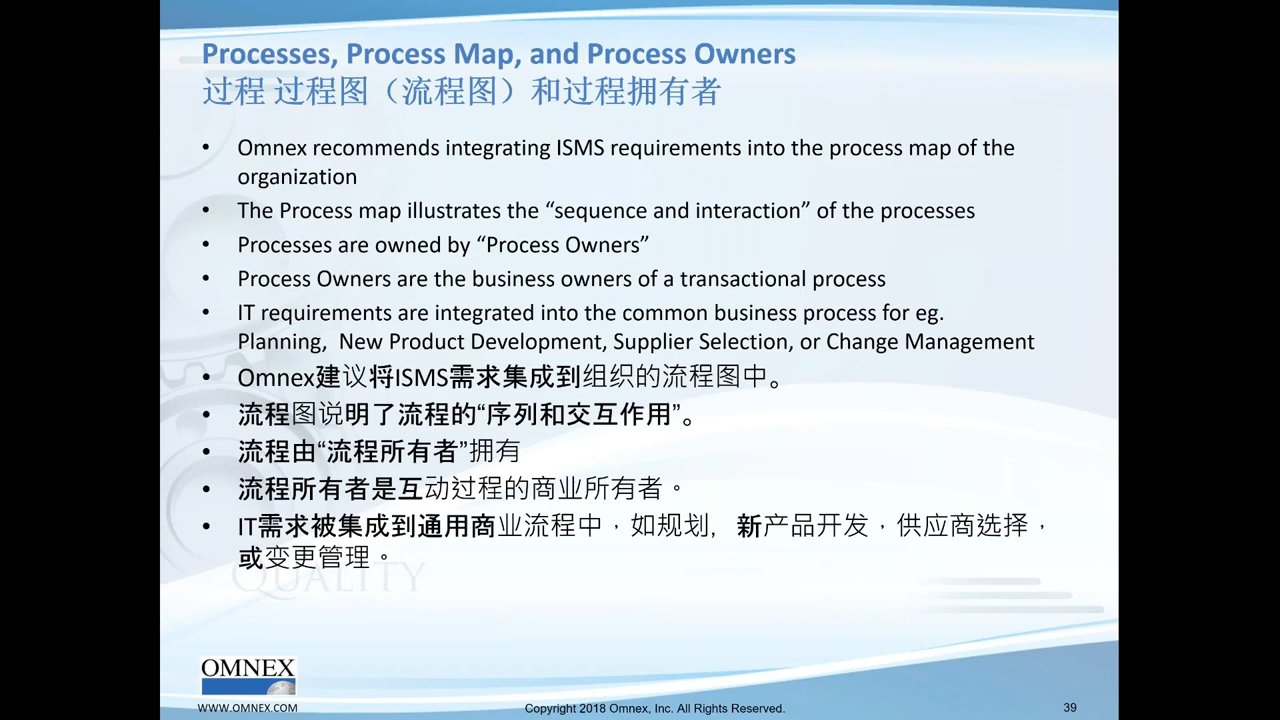 Processes, Process Map, and Process Owners
过程 过程图（流程图）和过程拥有者
• Omnex recommends integrating ISMS requirements into the process map of the
organization
• The Process map illustrates the “sequence and interaction” of the processes
• Processes are owned by “Process Owners”
• Process Owners are the business owners of a transactional process
• IT requirements are integrated into the common business process for eg.
Planning, New Product Development, Supplier Selection, or Change Management
• Omnex建议将ISMS需求集成到组织的流程图中。
• 流程图说明了流程的“序列和交互作用”。
• 流程由“流程所有者”拥有
• 流程所有者是互动过程的商业所有者。
• IT需求被集成到通用商业流程中，如规划, 新产品开发，供应商选择，
或变更管理。
QUALITY
OMNEX
WWW.OMNEX.COM
Copyright 2018 Omnex, Inc. All Rights Reserved.
39